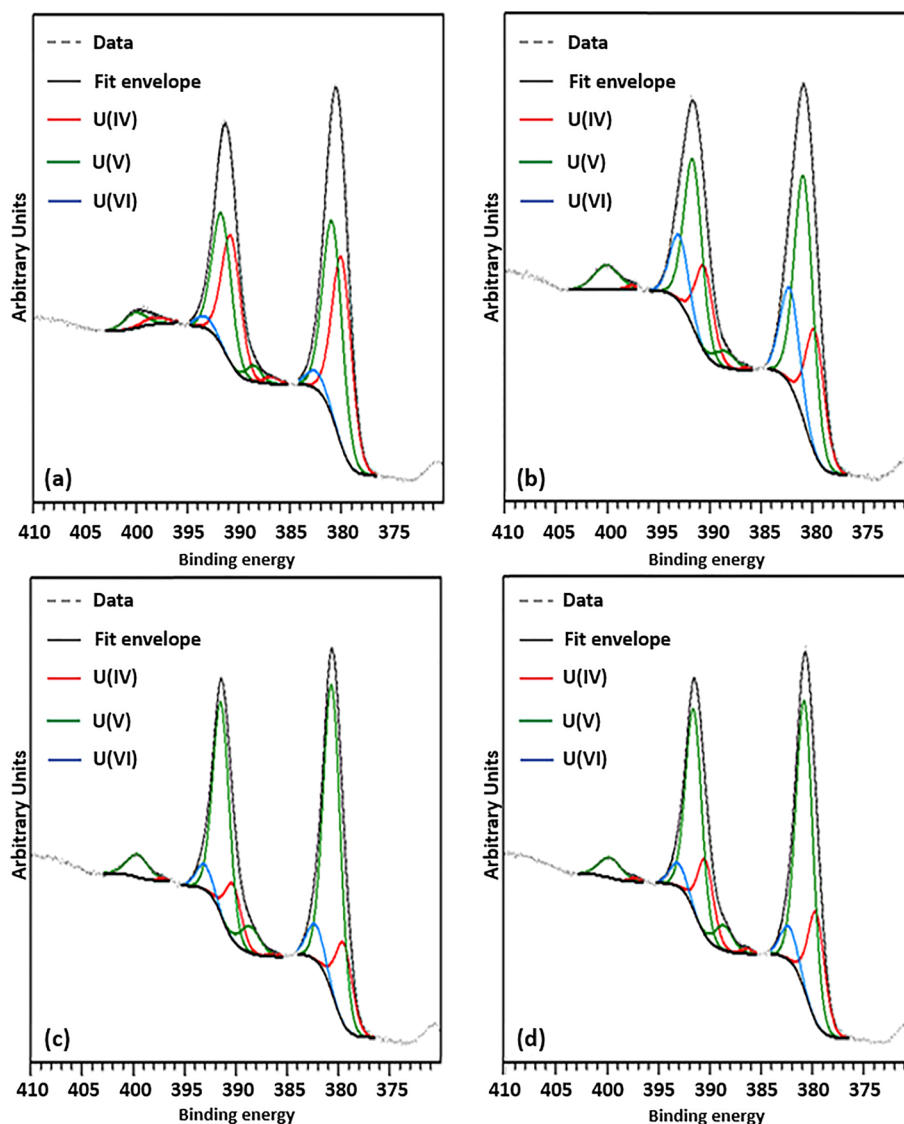 Data
Fit envelope
U(IV)
U(V)
U(VI)
Arbitrary Units
(a)
410 405 400 395 390 385 380 375
Binding energy
Data
Fit envelope
U(IV)
U(V)
U(VI)
Arbitrary Units
(b)
410 405 400 395 390 385 380 375
Binding energy
Data
Fit envelope
U(IV)
U(V)
U(VI)
Arbitrary Units
(c)
410 405 400 395 390 385 380 375
Binding energy
Data
Fit envelope
U(IV)
U(V)
U(VI)
Arbitrary Units
(d)
410 405 400 395 390 385 380 375
Binding energy